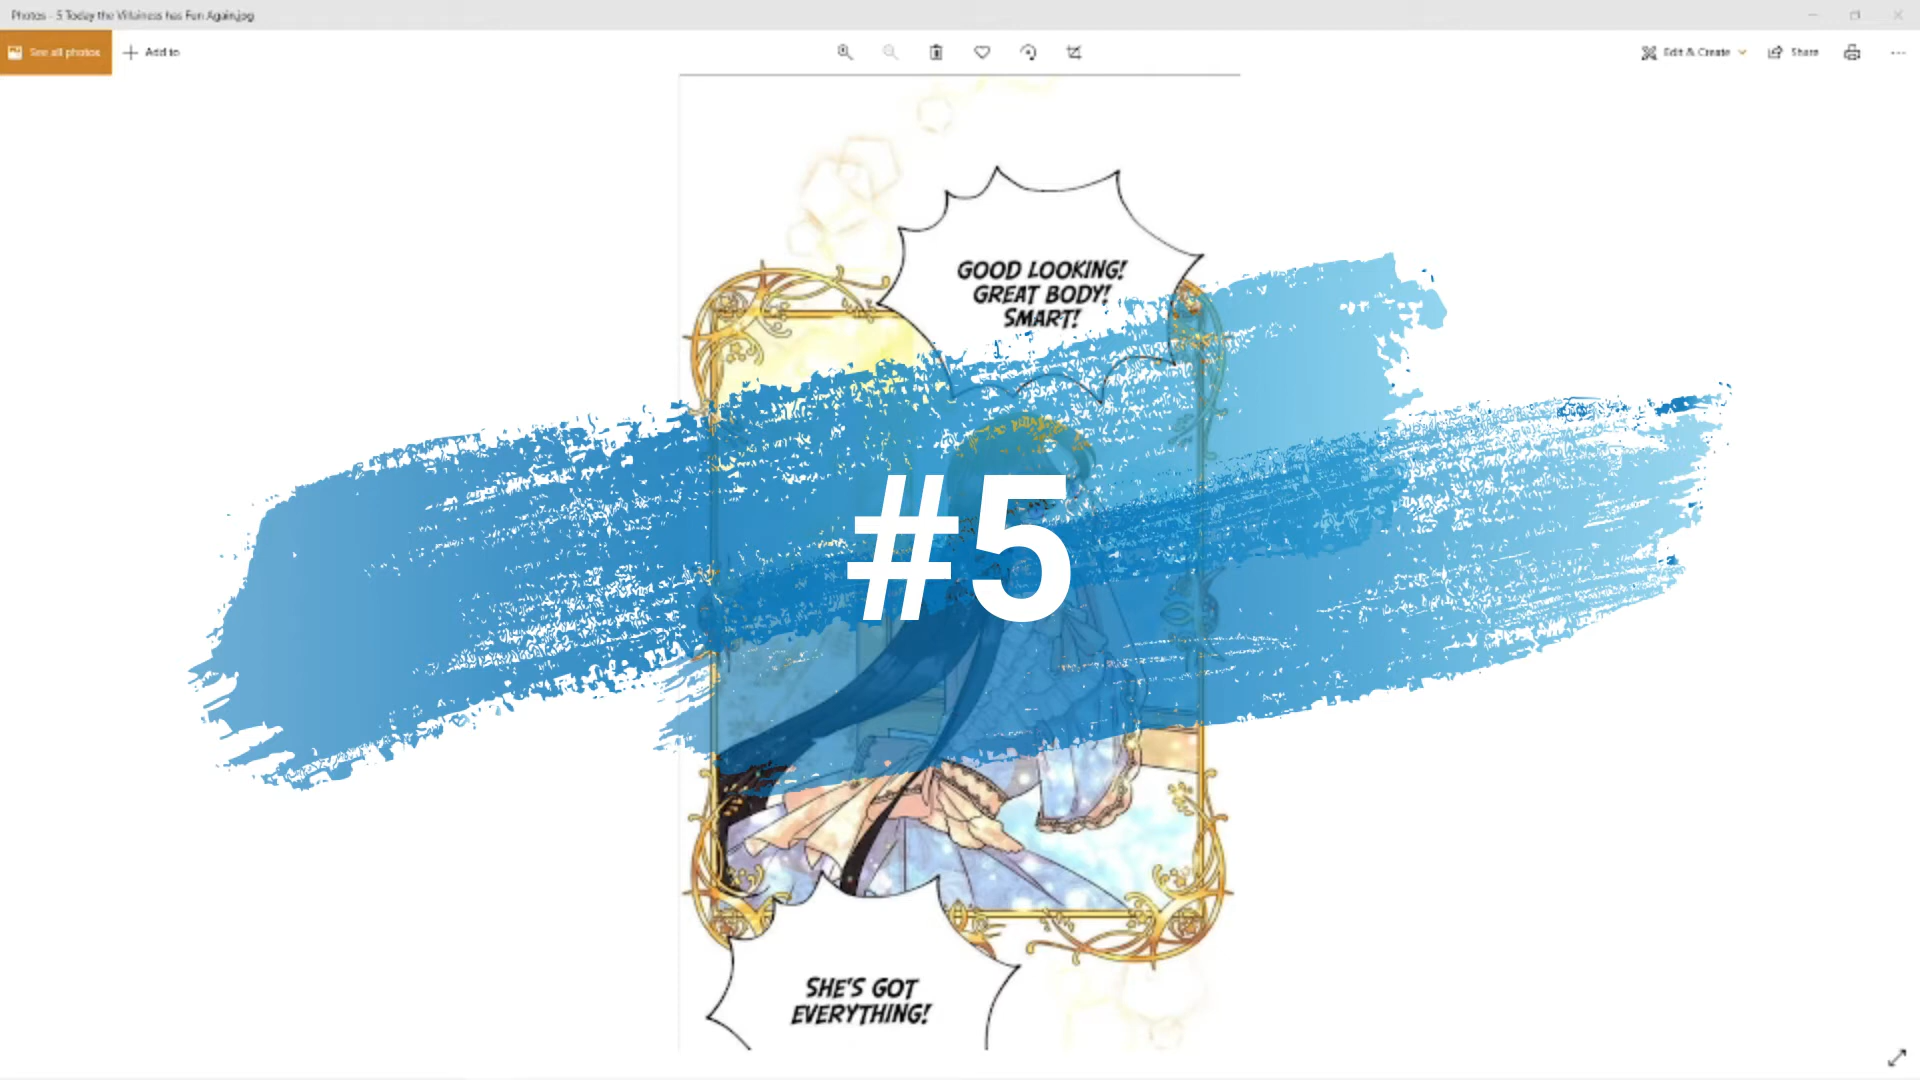 Photos - 5 Today the Villainess has Fun Again.jpg
See all photos
Add to
Edit & Create
Share
GOOD LOOKING!
GREAT BODY!
SMART!
#5
SHE'S GOT
EVERYTHING!